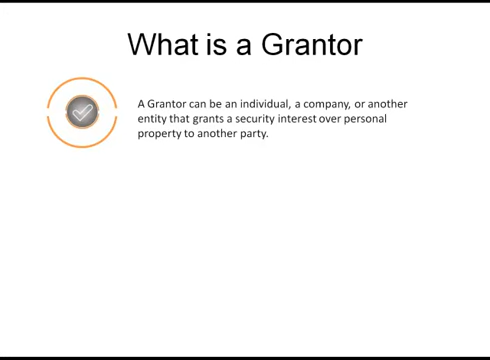 What is a Grantor
A Grantor can be an individual, a company, or another
entity that grants a security interest over personal
property to another party.